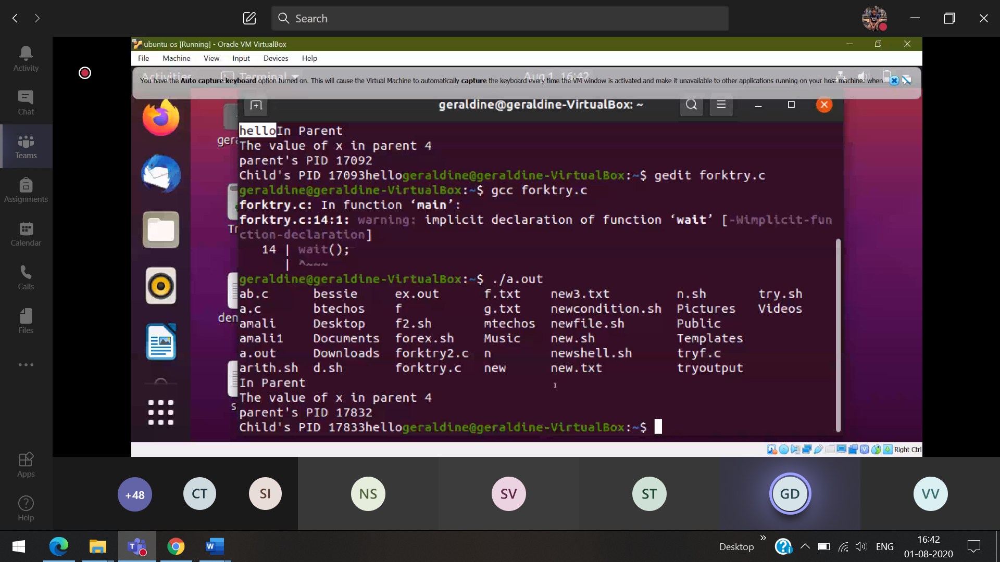 Search
Activity
Chat
Teams
Assignments
Calendar
Calls
Files
Apps
Help
ubuntu os [Running] - Oracle VM VirtualBox
File Machine View Input Devices Help
Activities Terminal Aug 1 16:42
You have the Auto capture keyboard option turned on. This will cause the Virtual Machine to automatically capture the keyboard every time the VM window is activated and make it unavailable to other applications running on your host machine: when
geraldine@geraldine-VirtualBox: ~
helloIn Parent
The value of x in parent 4
parent's PID 17092
Child's PID 17093hellogeraldine@geraldine-VirtualBox:~$ gedit forktry.c
geraldine@geraldine-VirtualBox:~$ gcc forktry.c
forktry.c: In function ‘main’:
forktry.c:14:1: warning: implicit declaration of function ‘wait’ [-Wimplicit-fun
ction-declaration]
14 | wait();
| ^~~~
geraldine@geraldine-VirtualBox:~$ ./a.out
ab.c bessie ex.out f.txt new3.txt n.sh try.sh
a.c btechos f g.txt newcondition.sh Pictures Videos
amali Desktop f2.sh mtechos newfile.sh Public
amali1 Documents forex.sh Music new.sh Templates
a.out Downloads forktry2.c n newshell.sh tryf.c
arith.sh d.sh forktry.c new new.txt tryoutput
In Parent
The value of x in parent 4
parent's PID 17832
Child's PID 17833hellogeraldine@geraldine-VirtualBox:~$
Right Ctrl
+48 CT SI NS SV ST GD VV
Desktop ENG 16:42
01-08-2020